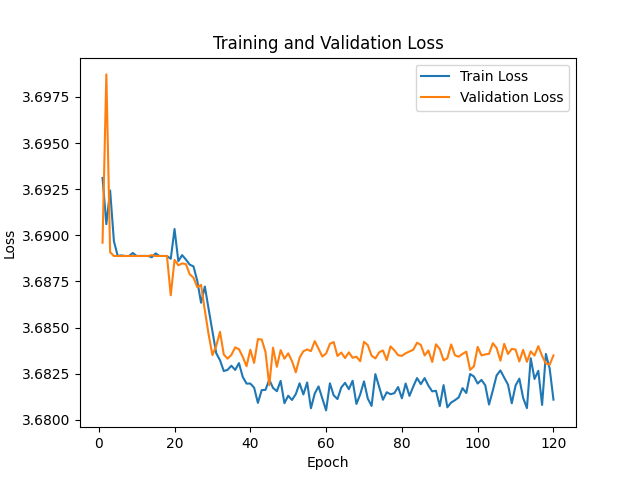 Training and Validation Loss
Train Loss
Validation Loss
3.6975
3.6950
3.6925
3.6900
3.6875
3.6850
3.6825
3.6800
Loss
0 20 40 60 80 100 120
Epoch